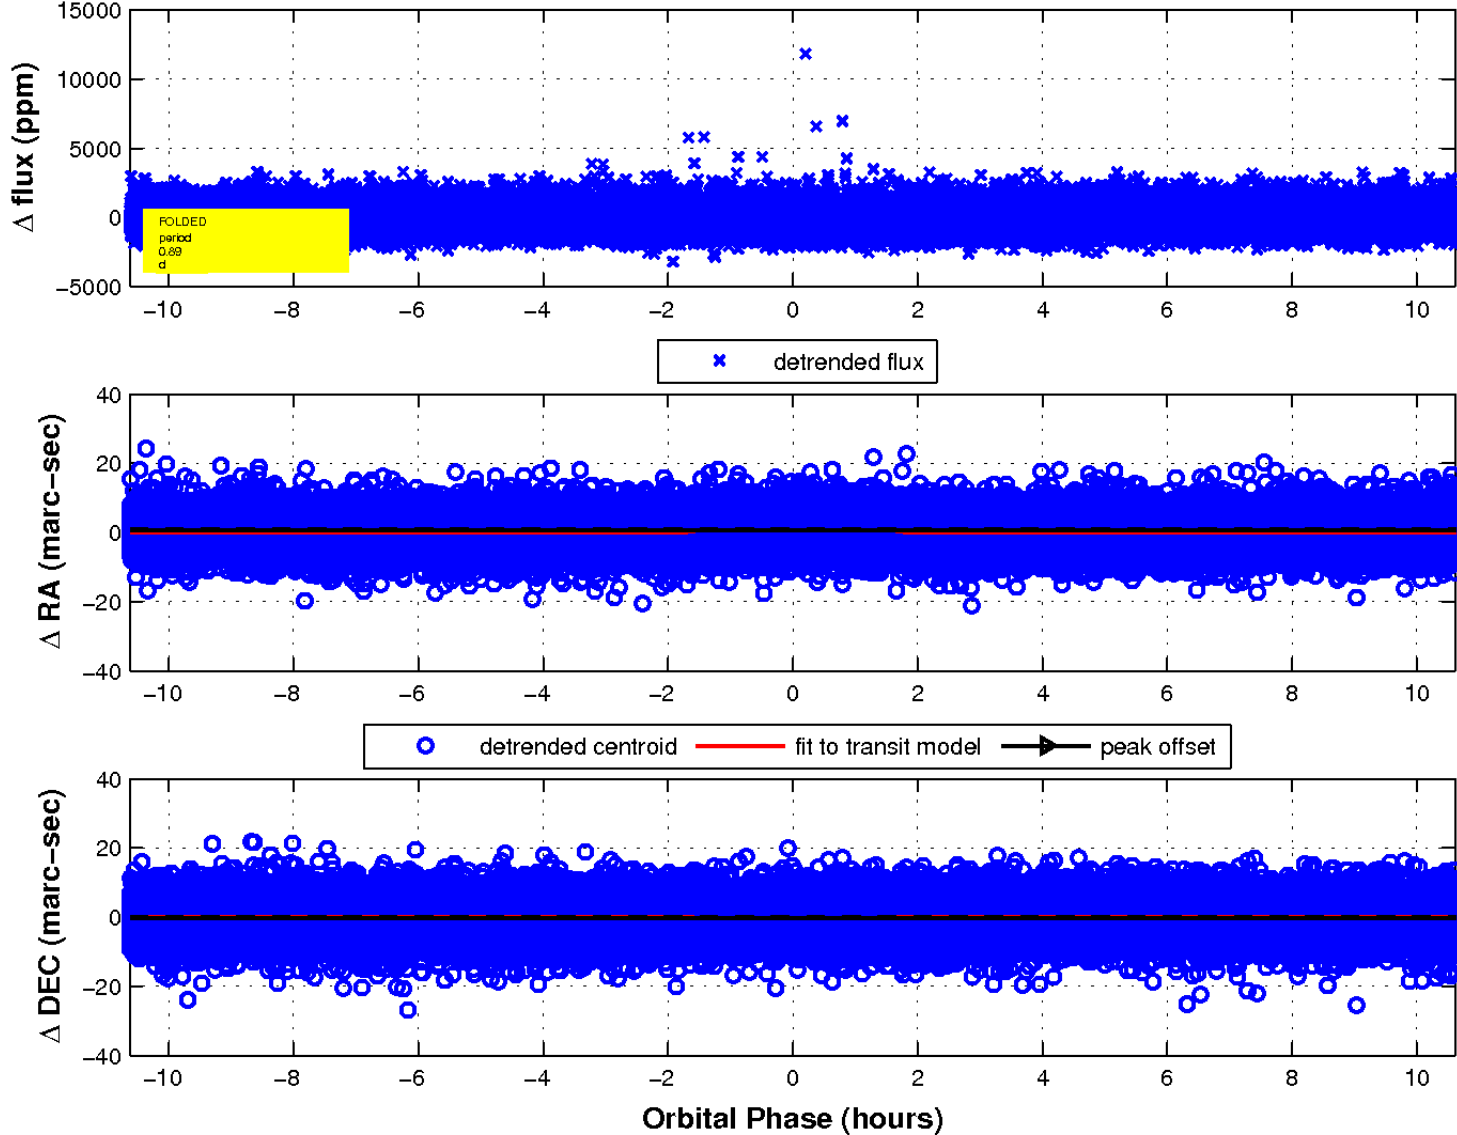 15000
10000
5000
0
−5000
Δ flux (ppm)
FOLDED
period
0.89
d
−10 −8 −6 −4 −2 0 2 4 6 8 10
detrended flux
40
20
0
−20
−40
Δ RA (marc−sec)
−10 −8 −6 −4 −2 0 2 4 6 8 10
detrended centroid fit to transit model peak offset
40
20
0
−20
−40
Δ DEC (marc−sec)
−10 −8 −6 −4 −2 0 2 4 6 8 10
Orbital Phase (hours)